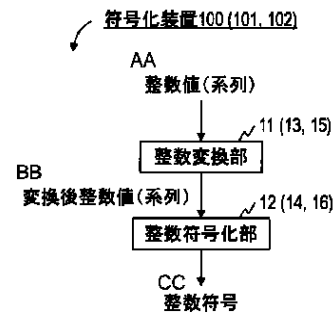 符号化装置100 (101, 102)
AA
整数値(系列)
11 (13, 15)
整数変換部
BB
変換後整数値(系列)
12 (14, 16)
整数符号化部
CC
整数符号